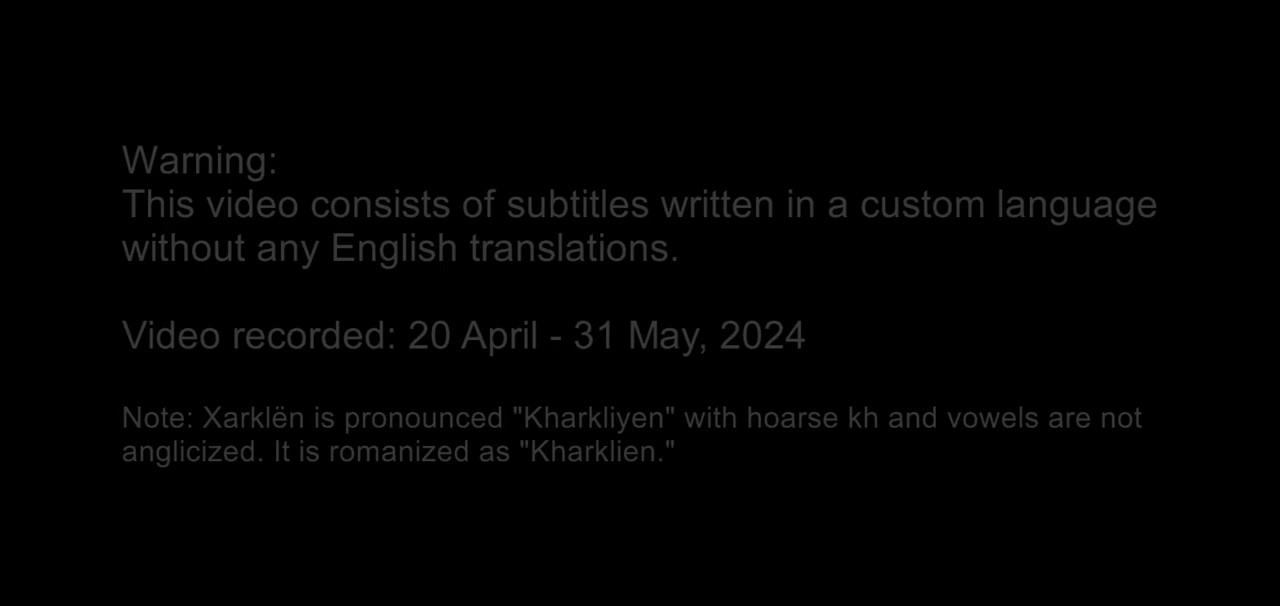 Warning:
This video consists of subtitles written in a custom language
without any English translations.
Video recorded: 20 April - 31 May, 2024
Note: Xarklën is pronounced "Kharkliyen" with hoarse kh and vowels are not
anglicized. It is romanized as "Kharklien."